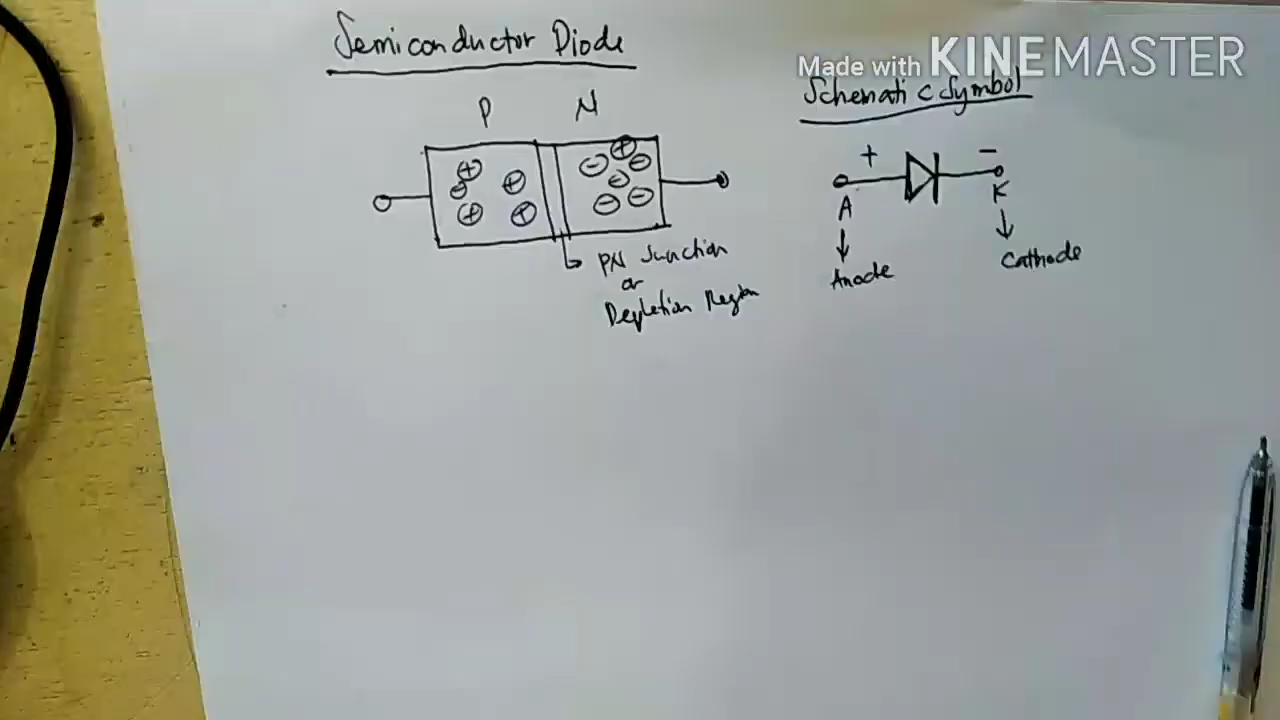 Semiconductor Diode
Made with KINEMASTER
P N
Schematic Symbol
+ -
A K
PN Junction
or
Depletion Region
Anode
Cathode